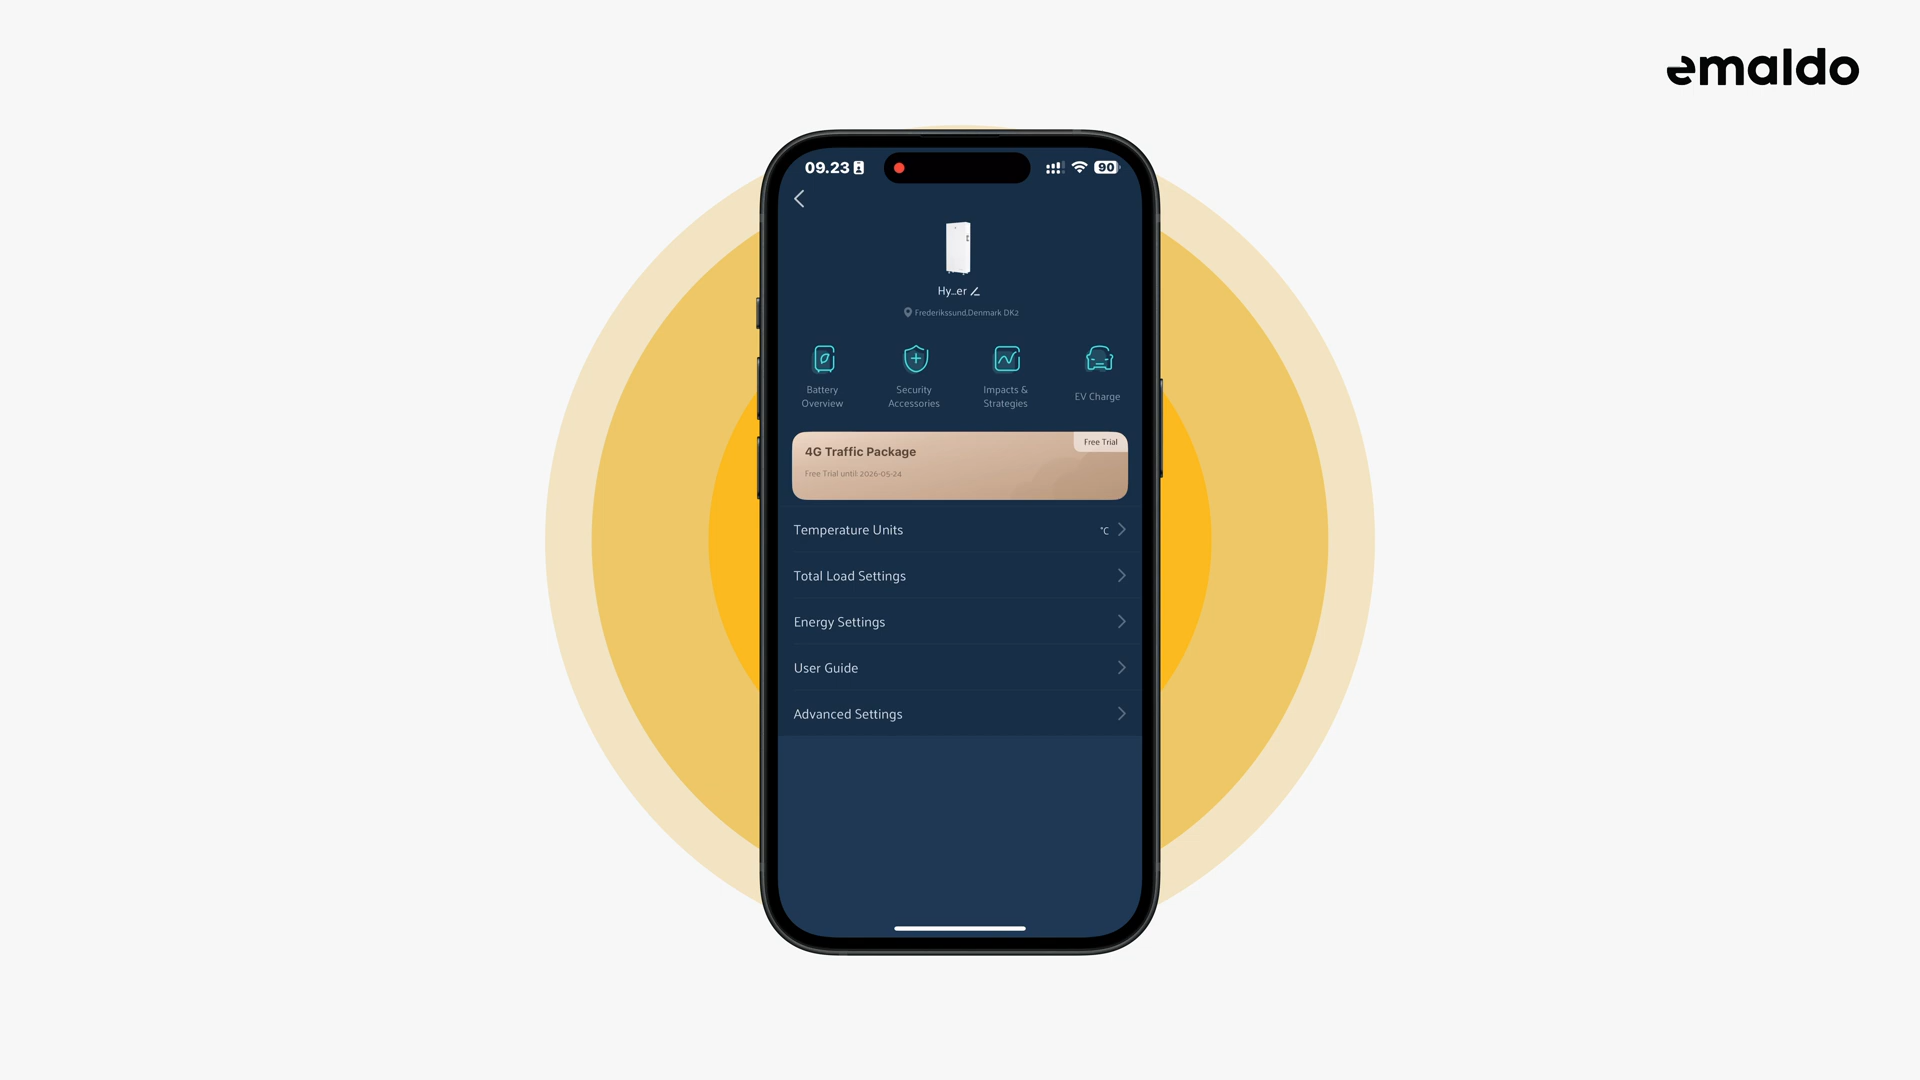 emaldo
09.23
90
Hy...er
Frederikssund,Denmark DK2
Battery
Overview
Security
Accessories
Impacts &
Strategies
EV Charge
Free Trial
4G Traffic Package
Free Trial until: 2026-05-24
Temperature Units
°C
Total Load Settings
Energy Settings
User Guide
Advanced Settings